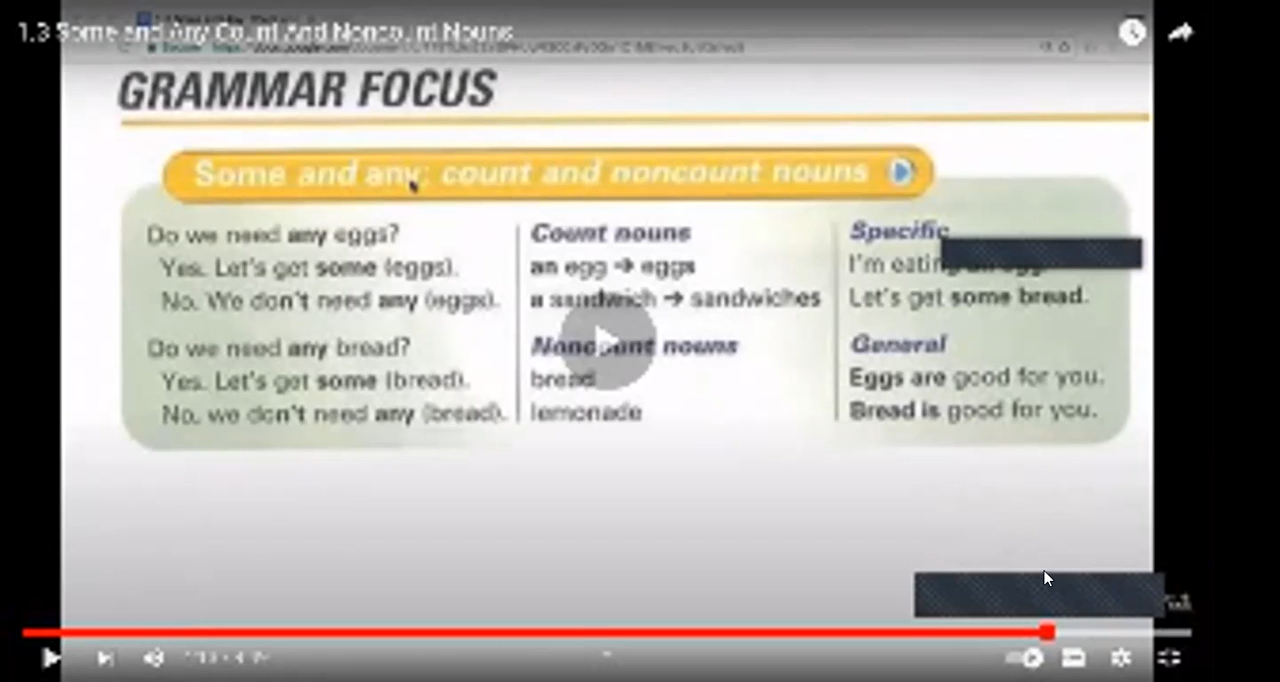 1.3 Some and Any Count And Noncount Nouns
GRAMMAR FOCUS
Some and any; count and noncount nouns
Do we need any eggs?
Yes. Let's get some (eggs).
No. We don't need any (eggs).
Do we need any bread?
Yes. Let's get some (bread).
No, we don't need any (bread).
Count nouns
an egg → eggs
a sandwich → sandwiches
Noncount nouns
bread
lemonade
Specific
I'm eating an egg.
Let's get some bread.
General
Eggs are good for you.
Bread is good for you.